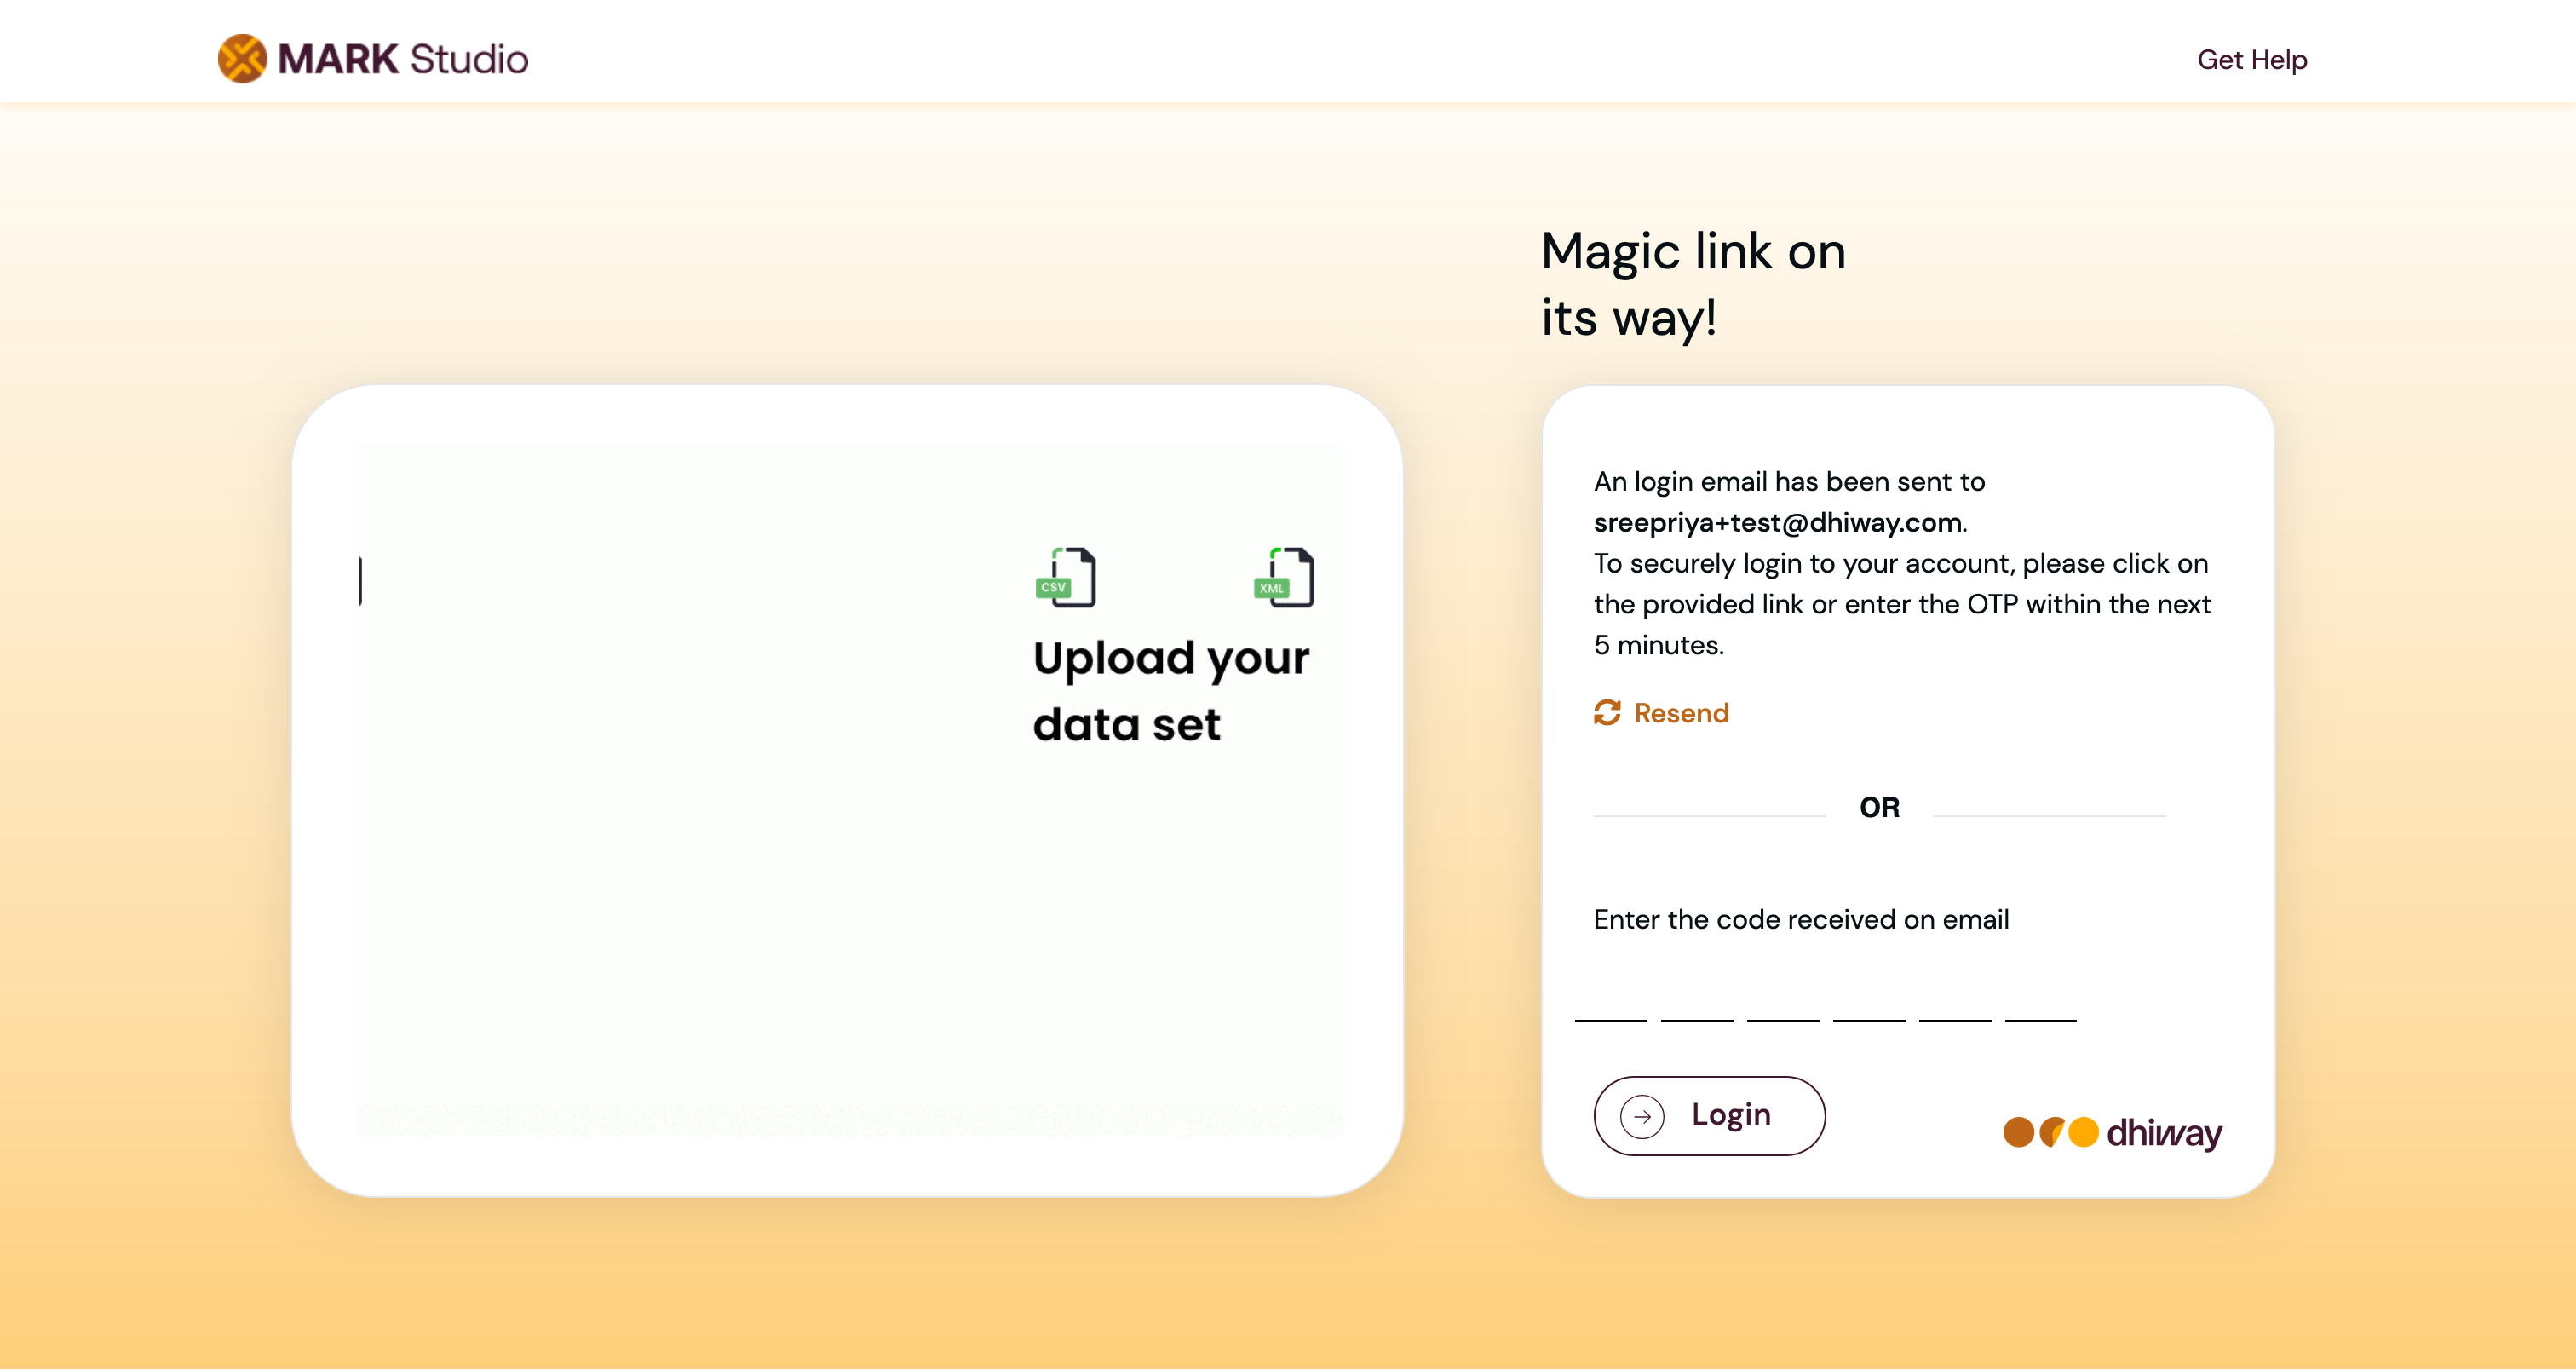 MARK Studio
Get Help
Magic link on
its way!
CSV
XML
Upload your
data set
An login email has been sent to
sreepriya+test@dhiway.com.
To securely login to your account, please click on
the provided link or enter the OTP within the next
5 minutes.
Resend
OR
Enter the code received on email
Login
dhiway